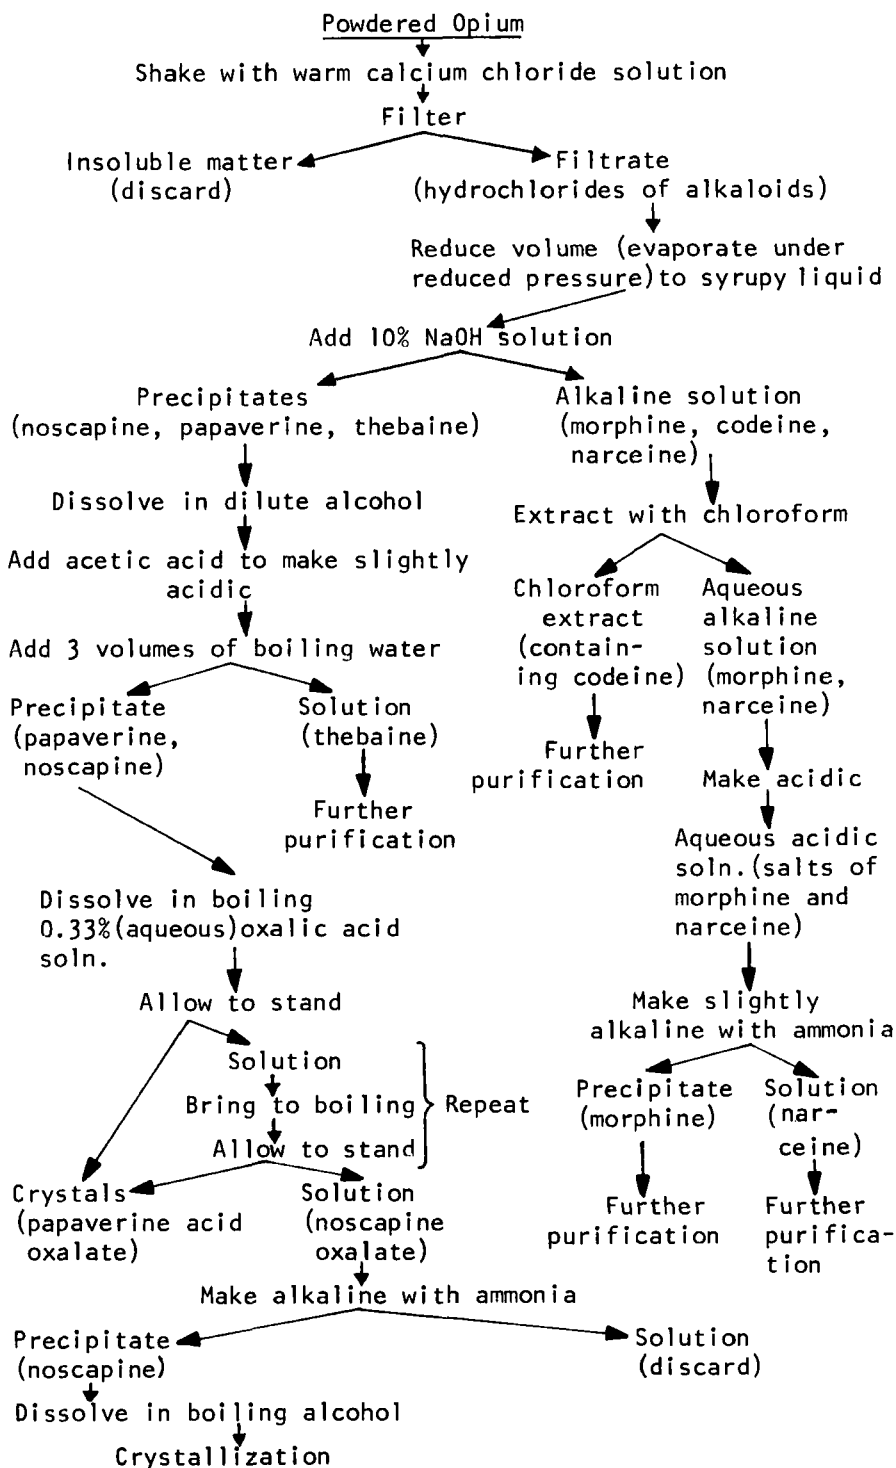 Powdered Opium
Shake with warm calcium chloride solution
Filter
Insoluble matter
(discard)
Filtrate
(hydrochlorides of alkaloids)
Reduce volume (evaporate under
reduced pressure)to syrupy liquid
Add 10% NaOH solution
Precipitates
(noscapine, papaverine, thebaine)
Alkaline solution
(morphine, codeine,
narceine)
Dissolve in dilute alcohol
Add acetic acid to make slightly
acidic
Add 3 volumes of boiling water
Precipitate
(papaverine,
noscapine)
Solution
(thebaine)
Further
purification
Extract with chloroform
Chloroform
extract
(contain-
ing codeine)
Further
purification
Aqueous
alkaline
solution
(morphine,
narceine)
Make acidic
Aqueous acidic
soln.(salts of
morphine and
narceine)
Make slightly
alkaline with ammonia
Precipitate
(morphine)
Further
purification
Solution
(nar-
ceine)
Further
purifica-
tion
Dissolve in boiling
0.33%(aqueous)oxalic acid
soln.
Allow to stand
Solution
Bring to boiling
Repeat
Allow to stand
Crystals
(papaverine acid
oxalate)
Solution
(noscapine
oxalate)
Make alkaline with ammonia
Precipitate
(noscapine)
Solution
(discard)
Dissolve in boiling alcohol
Crystallization